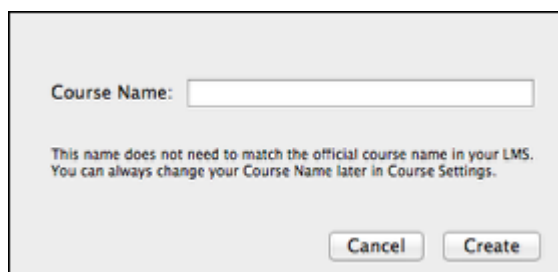 Course Name:
This name does not need to match the official course name in your LMS.
You can always change your Course Name later in Course Settings.
Cancel Create